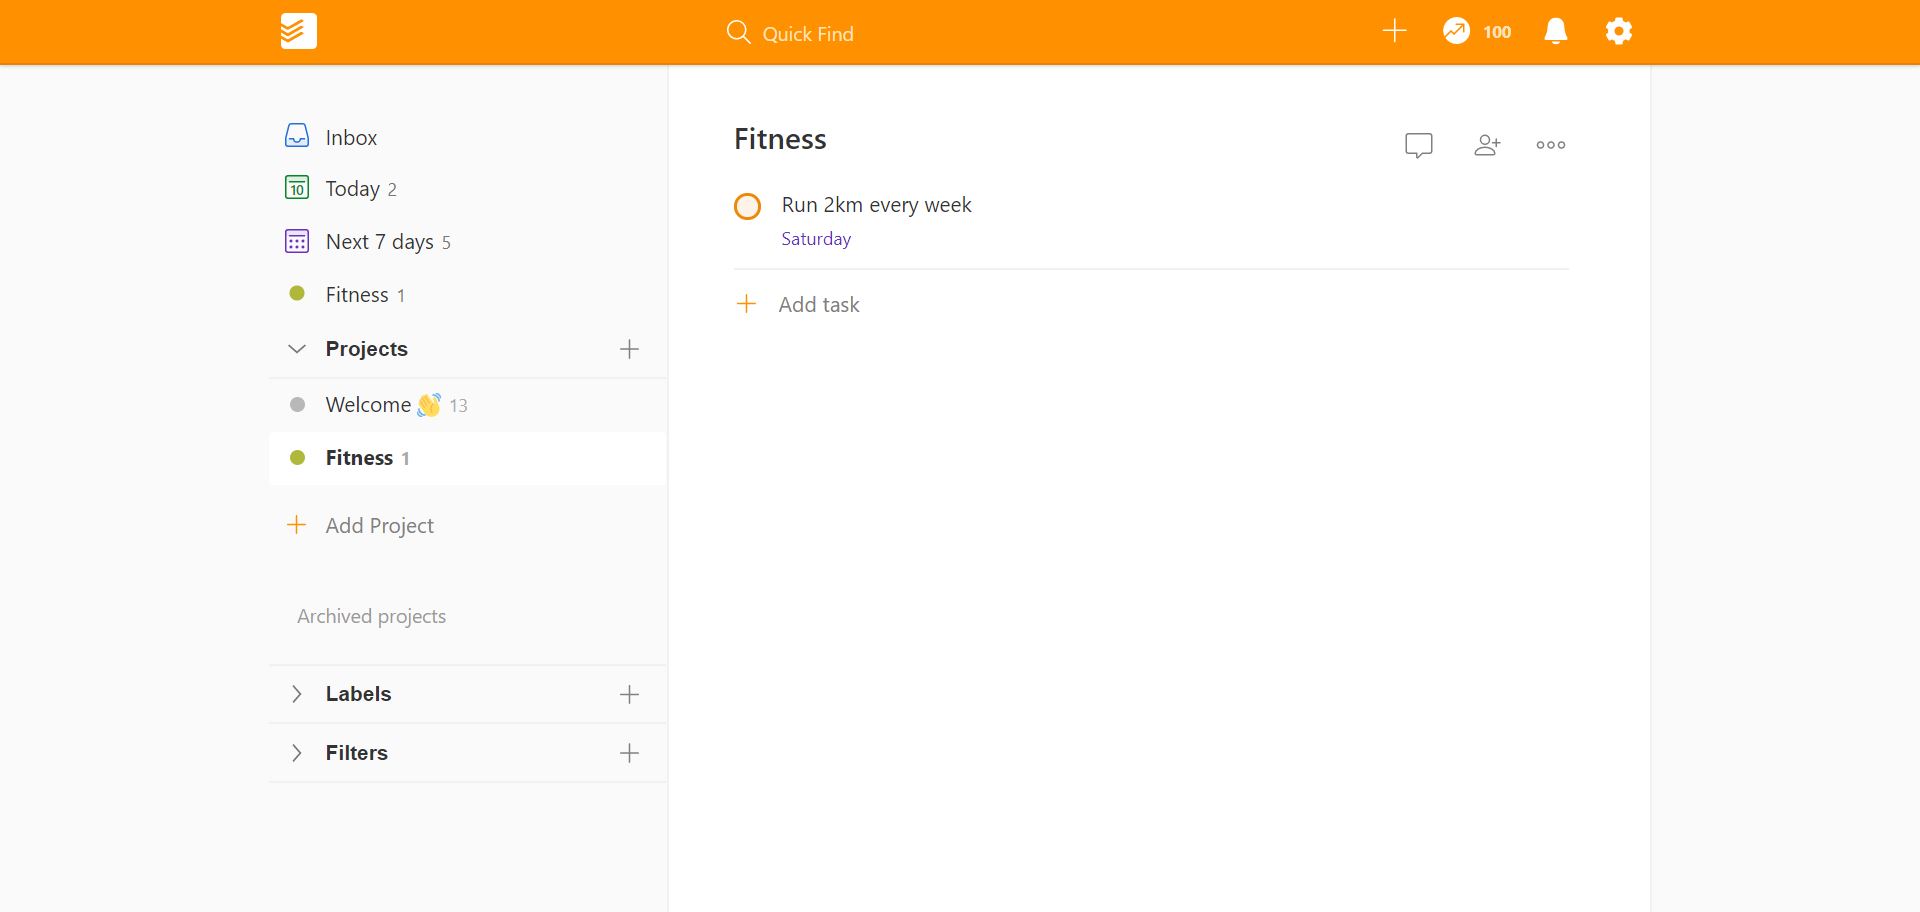 Quick Find
100
Inbox
10
Today 2
Next 7 days 5
Fitness 1
Projects
Welcome 👋 13
Fitness 1
Add Project
Archived projects
Labels
Filters
Fitness
Run 2km every week
Saturday
Add task